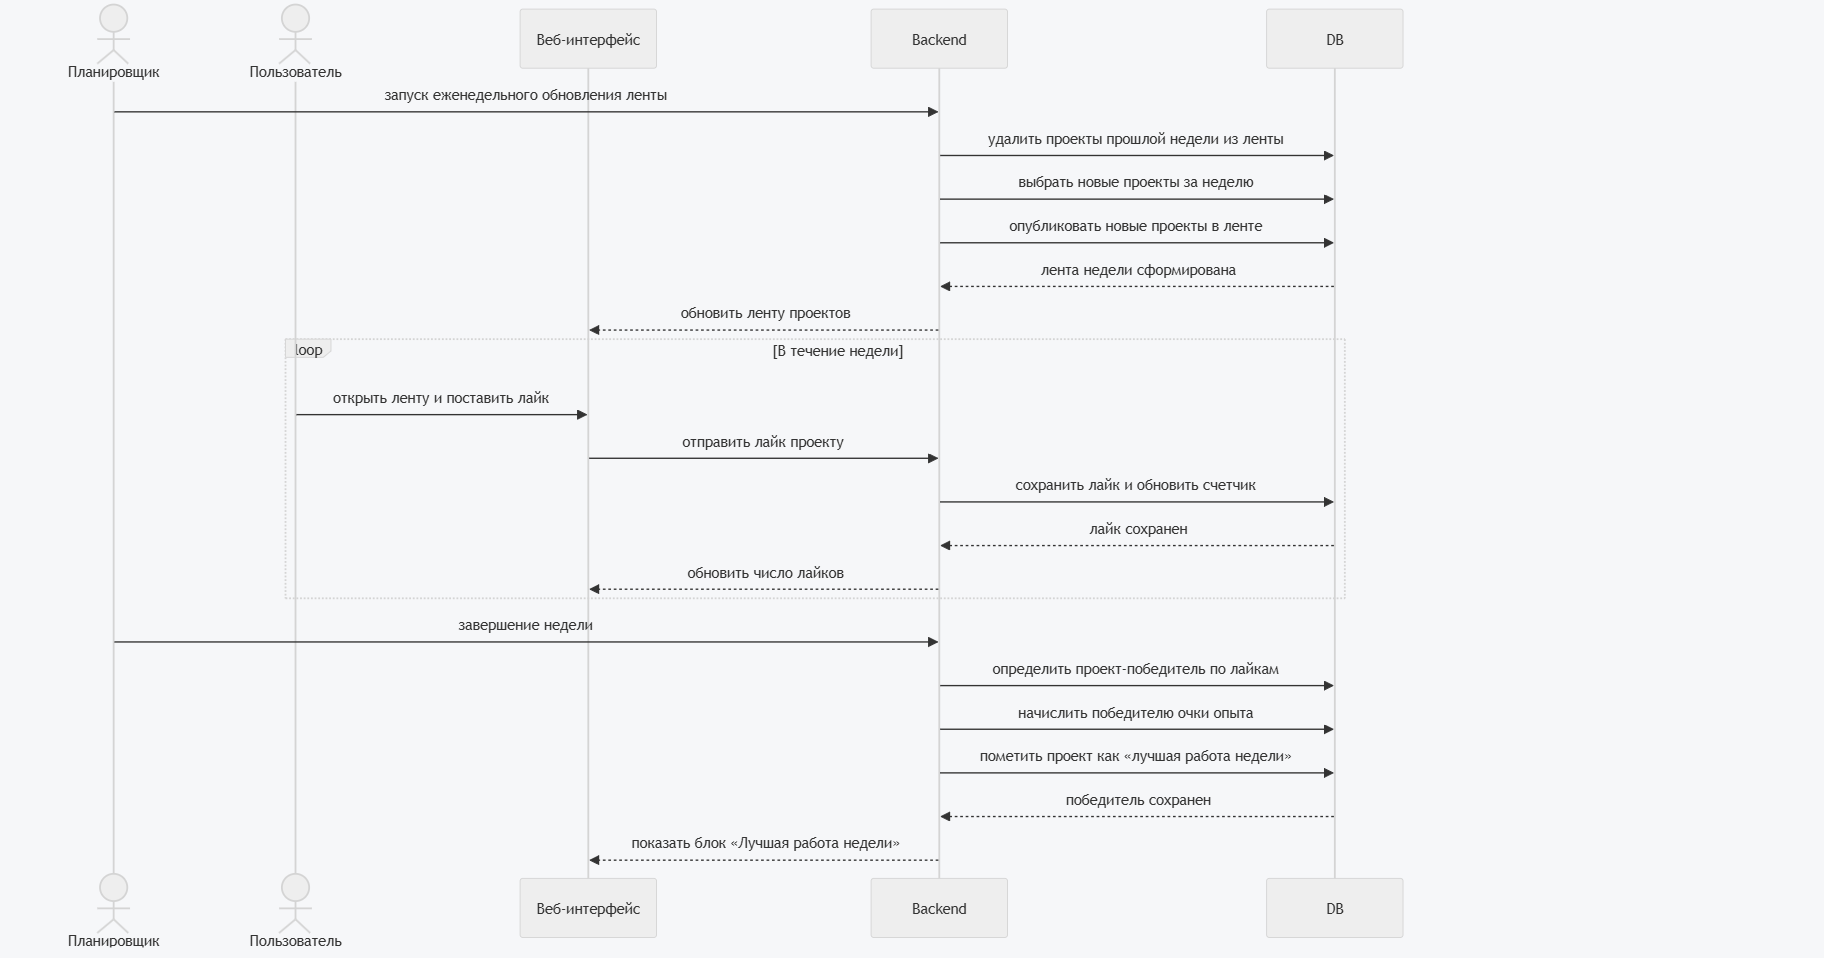 Планировщик
Пользователь
Веб-интерфейс
Backend
DB
запуск еженедельного обновления ленты
удалить проекты прошлой недели из ленты
выбрать новые проекты за неделю
опубликовать новые проекты в ленте
лента недели сформирована
обновить ленту проектов
loop
[В течение недели]
открыть ленту и поставить лайк
отправить лайк проекту
сохранить лайк и обновить счетчик
лайк сохранен
обновить число лайков
завершение недели
определить проект-победитель по лайкам
начислить победителю очки опыта
пометить проект как «лучшая работа недели»
победитель сохранен
показать блок «Лучшая работа недели»
Планировщик
Пользователь
Веб-интерфейс
Backend
DB